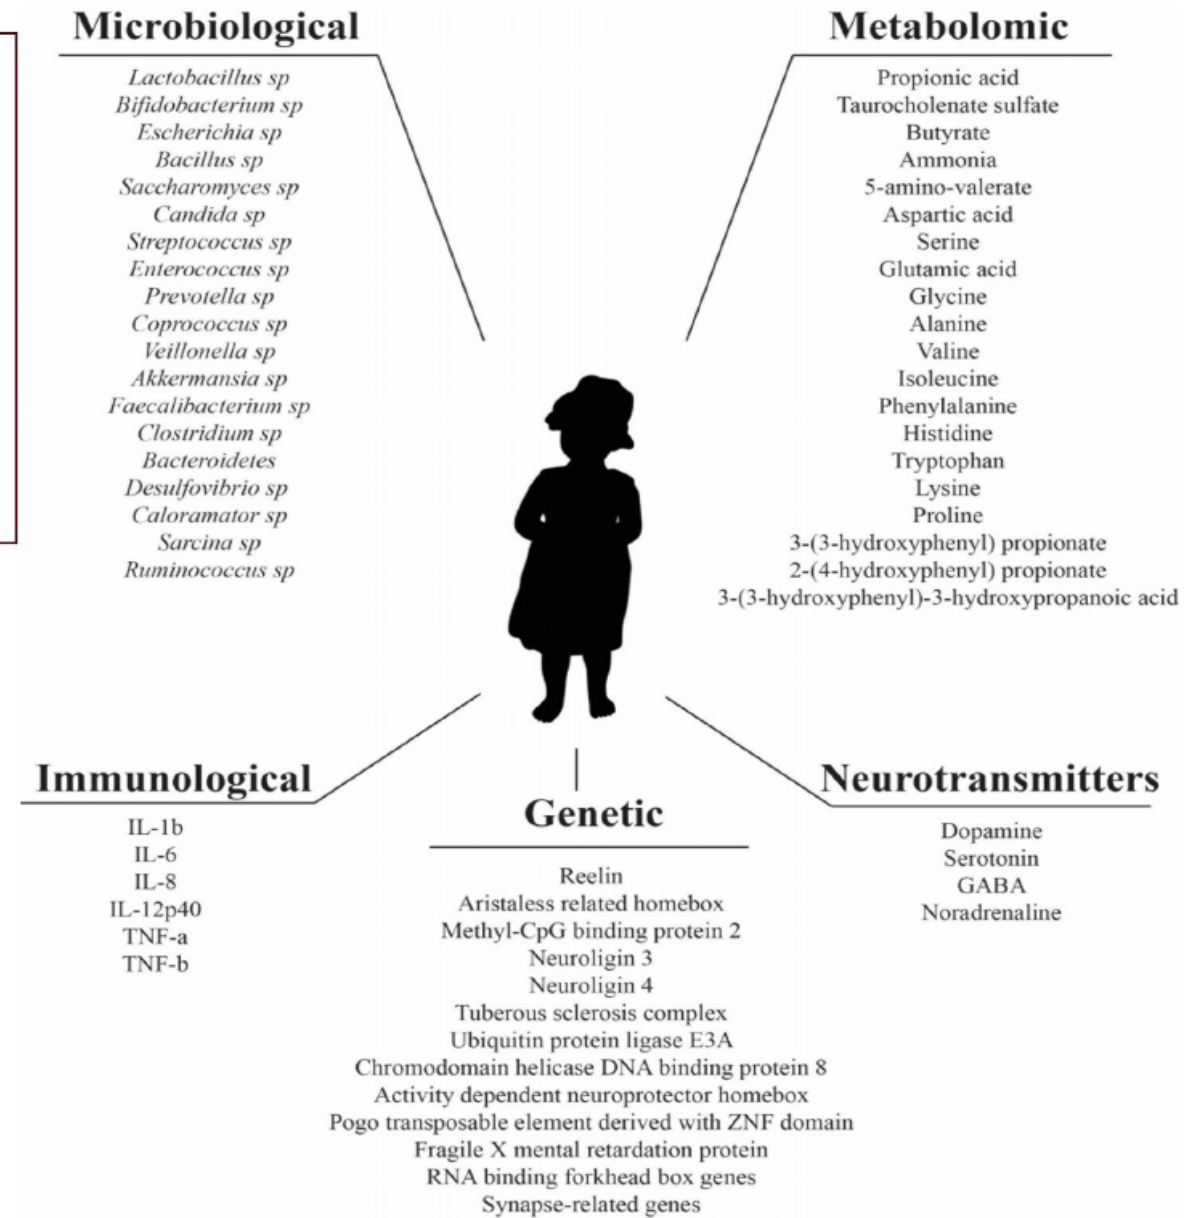 Microbiological
Lactobacillus sp
Bifidobacterium sp
Escherichia sp
Bacillus sp
Saccharomyces sp
Candida sp
Streptococcus sp
Enterococcus sp
Prevotella sp
Coprococcus sp
Veillonella sp
Akkermansia sp
Faecalibacterium sp
Clostridium sp
Bacteroidetes
Desulfovibrio sp
Caloramator sp
Sarcina sp
Ruminococcus sp
Metabolomic
Propionic acid
Taurocholenate sulfate
Butyrate
Ammonia
5-amino-valerate
Aspartic acid
Serine
Glutamic acid
Glycine
Alanine
Valine
Isoleucine
Phenylalanine
Histidine
Tryptophan
Lysine
Proline
3-(3-hydroxyphenyl) propionate
2-(4-hydroxyphenyl) propionate
3-(3-hydroxyphenyl)-3-hydroxypropanoic acid
Immunological
IL-1b
IL-6
IL-8
IL-12p40
TNF-a
TNF-b
Genetic
Reelin
Aristaless related homebox
Methyl-CpG binding protein 2
Neuroligin 3
Neuroligin 4
Tuberous sclerosis complex
Ubiquitin protein ligase E3A
Chromodomain helicase DNA binding protein 8
Activity dependent neuroprotector homebox
Pogo transposable element derived with ZNF domain
Fragile X mental retardation protein
RNA binding forkhead box genes
Synapse-related genes
Neurotransmitters
Dopamine
Serotonin
GABA
Noradrenaline